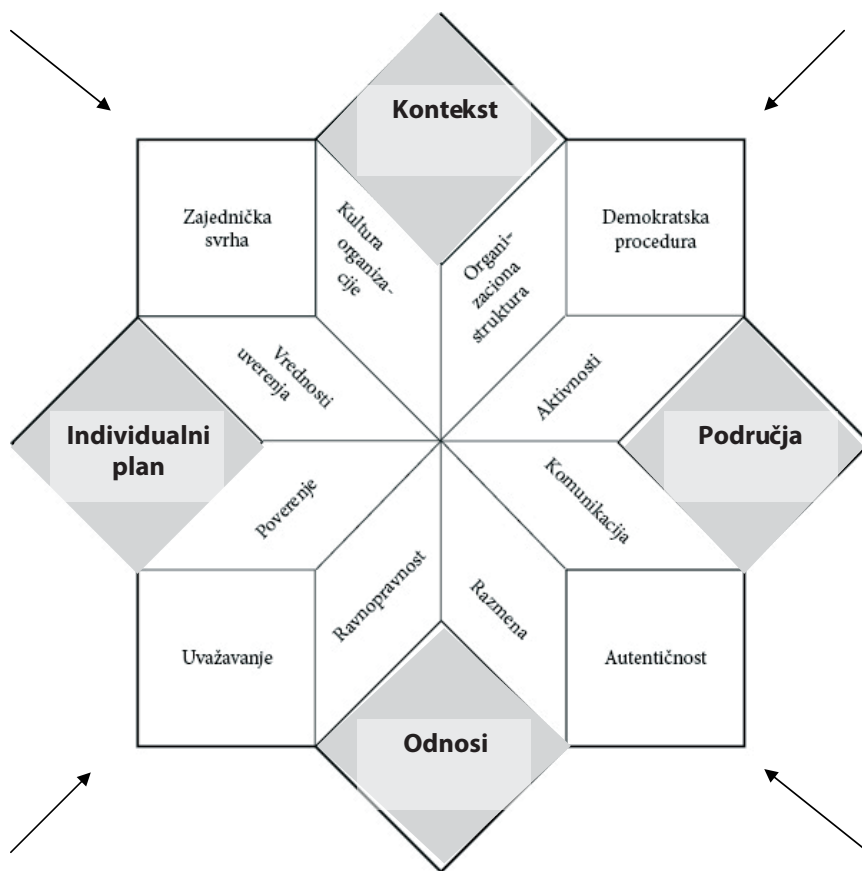 Kontekst
Zajednička
svrha
Kultura
organiza-
cije
Organi-
zaciona
struktura
Demokratska
procedura
Vrednosti
uverenja
Aktivnosti
Individualni
plan
Područja
Poverenje
Komunikacija
Ravnopravnost
Razmena
Uvažavanje
Autentičnost
Odnosi